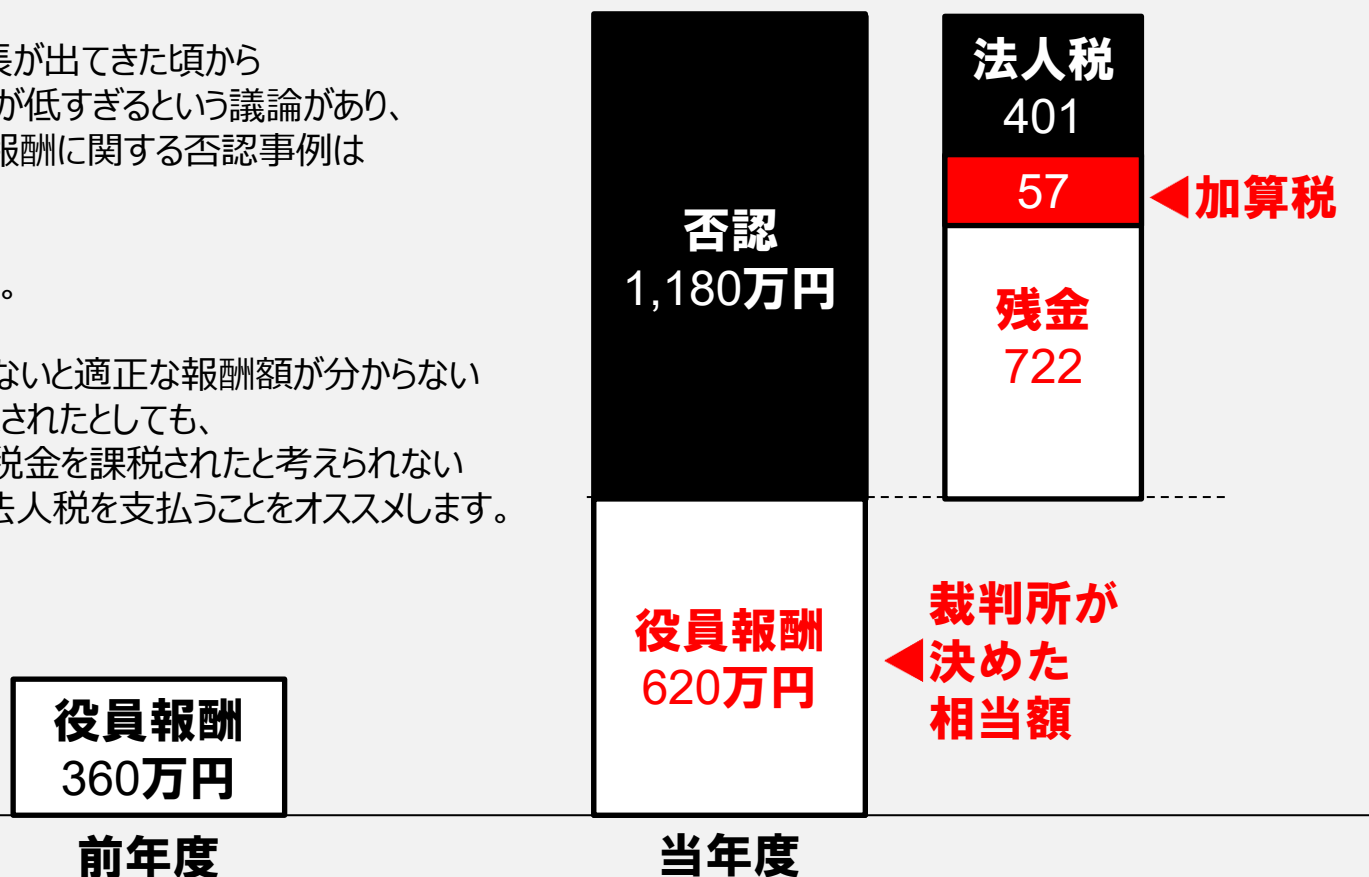 長が出てきた頃から
が低すぎるという議論があり、
報酬に関する否認事例は
。
ないと適正な報酬額が分からない
されたとしても、
税金を課税されたと考えられない
法人税を支払うことをオススメします。
否認
1,180万円
法人税
401
57
◀加算税
残金
722
役員報酬
620万円
裁判所が
◀決めた
相当額
役員報酬
360万円
前年度
当年度